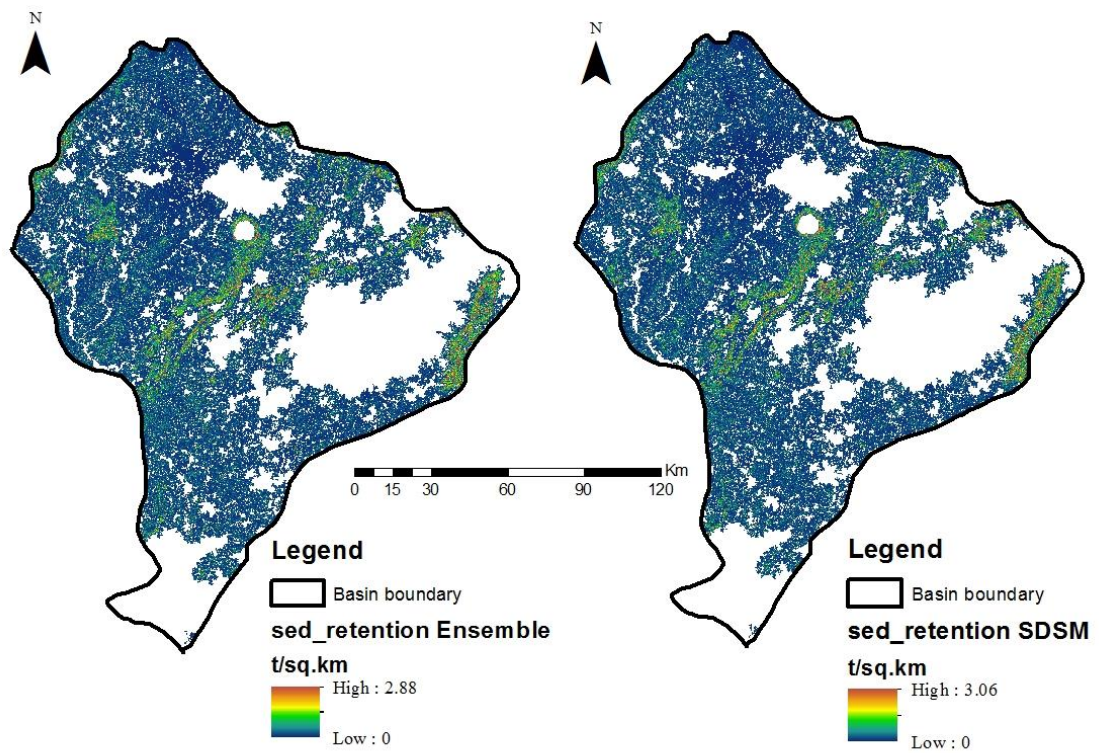 N
N
Km
0 15 30 60 90 120
Legend
Basin boundary
sed_retention Ensemble
t/sq.km
High : 2.88
Low : 0
Legend
Basin boundary
sed_retention SDSM
t/sq.km
High : 3.06
Low : 0